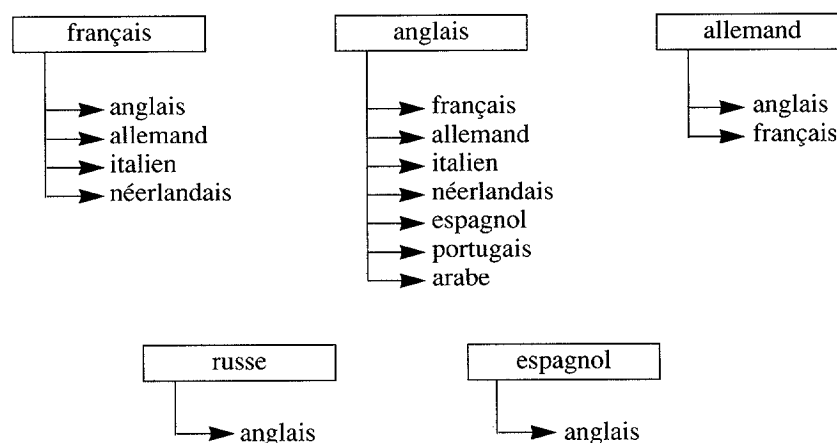 français
anglais
allemand
italien
néerlandais
anglais
français
allemand
italien
néerlandais
espagnol
portugais
arabe
allemand
anglais
français
russe
anglais
espagnol
anglais